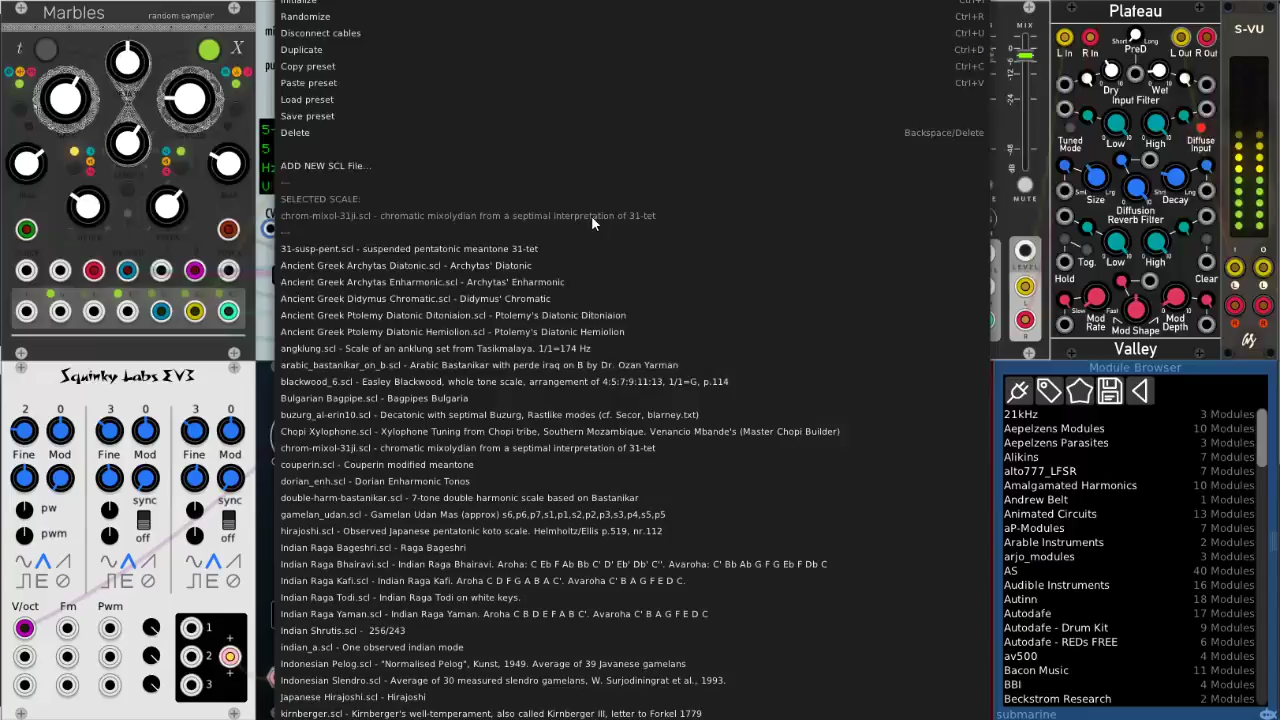 Marbles
random sampler
t
X
Initialize
Ctrl+I
Randomize
Ctrl+R
Disconnect cables
Ctrl+U
Duplicate
Ctrl+D
Copy preset
Ctrl+C
Paste preset
Ctrl+V
Load preset
Save preset
Delete
Backspace/Delete
ADD NEW SCL File...
---
SELECTED SCALE:
chrom-mixol-31ji.scl - chromatic mixolydian from a septimal interpretation of 31-tet
---
31-susp-pent.scl - suspended pentatonic meantone 31-tet
Ancient Greek Archytas Diatonic.scl - Archytas' Diatonic
Ancient Greek Archytas Enharmonic.scl - Archytas' Enharmonic
Ancient Greek Didymus Chromatic.scl - Didymus' Chromatic
Ancient Greek Ptolemy Diatonic Ditoniaion.scl - Ptolemy's Diatonic Ditoniaion
Ancient Greek Ptolemy Diatonic Hemiolion.scl - Ptolemy's Diatonic Hemiolion
angklung.scl - Scale of an anklung set from Tasikmalaya. 1/1=174 Hz
arabic_bastanikar_on_b.scl - Arabic Bastanikar with perde iraq on B by Dr. Ozan Yarman
blackwood_6.scl - Easley Blackwood, whole tone scale, arrangement of 4:5:7:9:11:13, 1/1=G, p.114
Bulgarian Bagpipe.scl - Bagpipes Bulgaria
buzurg_al-erin10.scl - Decatonic with septimal Buzurg, Rastlike modes (cf. Secor, blarney.txt)
Chopi Xylophone.scl - Xylophone Tuning from Chopi tribe, Southern Mozambique. Venancio Mbande's (Master Chopi Builder)
chrom-mixol-31ji.scl - chromatic mixolydian from a septimal interpretation of 31-tet
couperin.scl - Couperin modified meantone
dorian_enh.scl - Dorian Enharmonic Tonos
double-harm-bastanikar.scl - 7-tone double harmonic scale based on Bastanikar
gamelan_udan.scl - Gamelan Udan Mas (approx) s6,p6,p7,s1,p1,s2,p2,p3,s3,p4,s5,p5
hirajoshi.scl - Observed Japanese pentatonic koto scale. Helmholtz/Ellis p.519, nr.112
Indian Raga Bageshri.scl - Raga Bageshri
Indian Raga Bhairavi.scl - Indian Raga Bhairavi. Aroha: C Eb F Ab Bb C' D' Eb' Db' C''. Avaroha: C' Bb Ab G F G Eb F Db C
Indian Raga Kafi.scl - Indian Raga Kafi. Aroha C D F G A B A C'. Avaroha C' B A G F E D C.
Indian Raga Todi.scl - Indian Raga Todi on white keys.
Indian Raga Yaman.scl - Indian Raga Yaman. Aroha C B D E F A B C'. Avaroha C' B A G F E D C
Indian Shrutis.scl -  256/243
indian_a.scl - One observed indian mode
Indonesian Pelog.scl - "Normalised Pelog", Kunst, 1949. Average of 39 Javanese gamelans
Indonesian Slendro.scl - Average of 30 measured slendro gamelans, W. Surjodiningrat et al., 1993.
Japanese Hirajoshi.scl - Hirajoshi
kirnberger.scl - Kirnberger's well-temperament, also called Kirnberger III, letter to Forkel 1779
Squinky Labs EV3
2 0 3 0 3 0
Fine Mod Fine Mod Fine Mod
pw sync sync
pwm off off
V/oct Fm Pwm
1
+
2
+
3
MIX
-6
-12
-48
dB
MUTE
LEVEL
L
R
Plateau
L In R In Short Long L Out R Out
PreD
Dry Wet
Input Filter
Tuned Mode
Low High
Diffuse Input
Size Decay
Diffusion
Reverb Filter
Tog. Low High
Hold Clear
Slow Fast
Mod Rate Mod Shape Mod Depth
Valley
S-VU
I O
L L
R R
Module Browser
21kHz 3 Modules
Aepelzens Modules 10 Modules
Aepelzens Parasites 3 Modules
Alikins 7 Modules
alto777_LFSR 7 Modules
Amalgamated Harmonics 10 Modules
Andrew Belt 1 Modules
Animated Circuits 13 Modules
aP-Modules 7 Modules
Arable Instruments 2 Modules
arjo_modules 3 Modules
AS 40 Modules
Audible Instruments 16 Modules
Autinn 18 Modules
Autodafe 17 Modules
Autodafe - Drum Kit 9 Modules
Autodafe - REDs FREE 6 Modules
av500 4 Modules
Bacon Music 11 Modules
BBI 4 Modules
Beckstrom Research 2 Modules
submarine